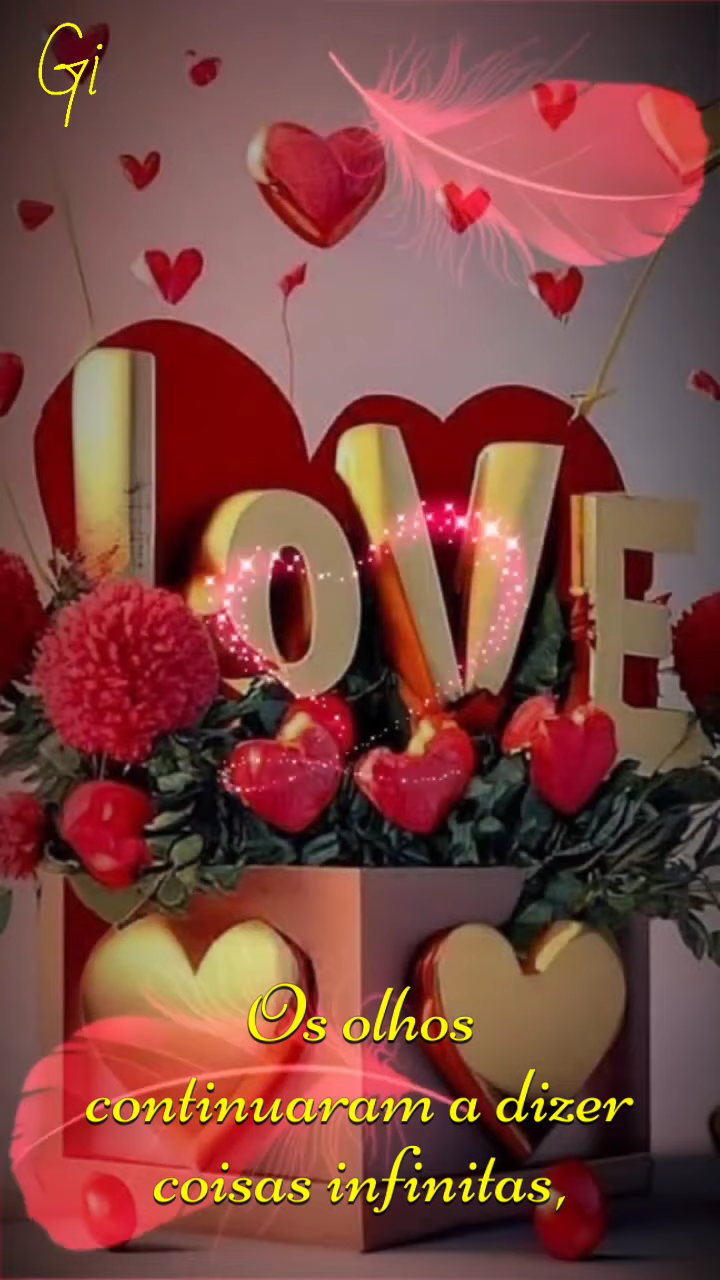 Gi
LOVE
Os olhos
continuaram a dizer
coisas infinitas,